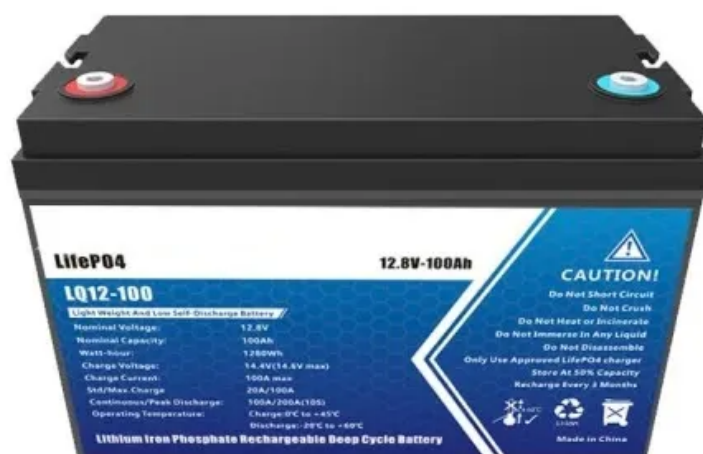 LifePO4
12.8V-100Ah
LQ12-100
Light Weight And Low Self-Discharge Battery
Nominal Voltage: 12.8V
Nominal Capacity: 100Ah
Watt-hour: 1280Wh
Charge Voltage: 14.4V(14.6V max)
Charge Current: 100A max
Std/Max.Charge 20A/100A
Continuous/Peak Discharge: 100A/200A(10S)
Operating Temperature: Charge:0℃ to +45℃
Discharge:-20℃ to +60℃
Lithium Iron Phosphate Rechargeable Deep Cycle Battery
CAUTION!
Do Not Short Circuit
Do Not Crush
Do Not Heat or Incinerate
Do Not Immerse In Any Liquid
Do Not Disassemble
Only Use Approved LifePO4 charger
Store At 50% Capacity
Recharge Every 3 Months
Li-ion
Made in China